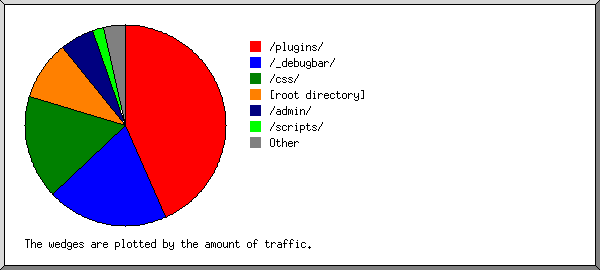 /plugins/
/_debugbar/
/css/
[root directory]
/admin/
/scripts/
Other
The wedges are plotted by the amount of traffic.